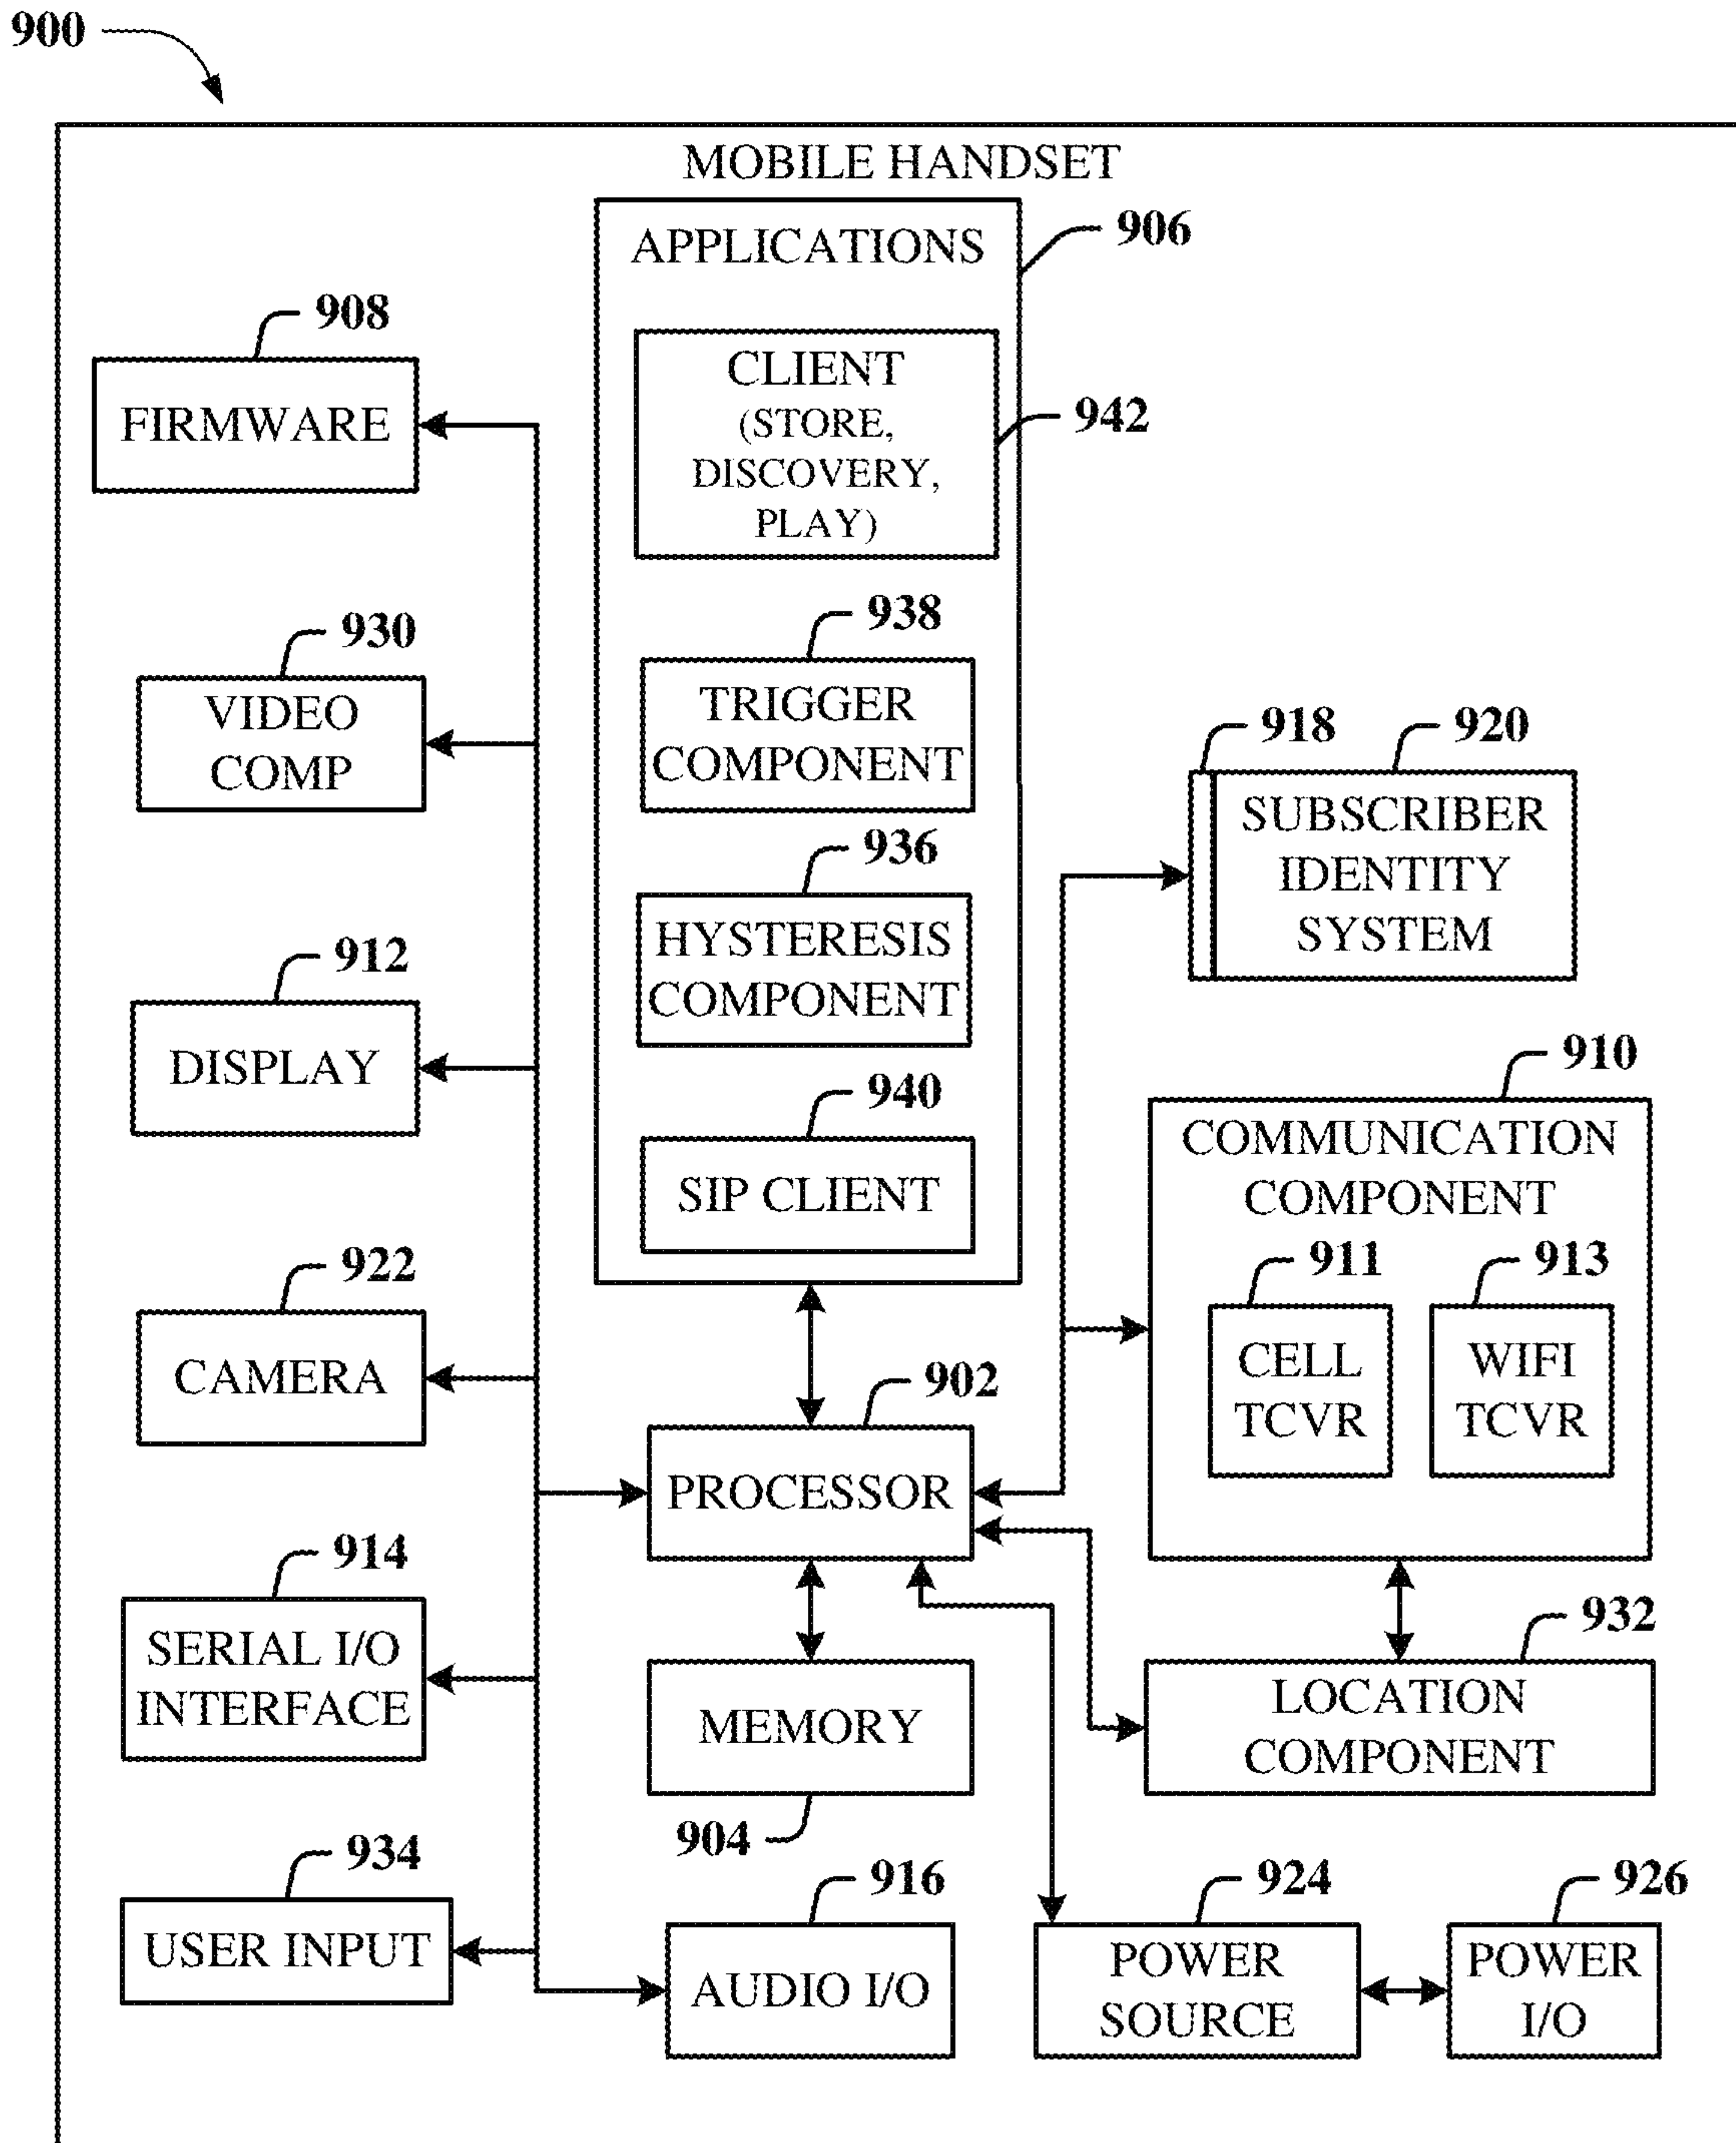 900
MOBILE HANDSET
906
APPLICATIONS
CLIENT
(STORE,
DISCOVERY,
PLAY)
942
938
TRIGGER
COMPONENT
936
HYSTERESIS
COMPONENT
940
SIP CLIENT
908
FIRMWARE
930
VIDEO
COMP
912
DISPLAY
922
CAMERA
914
SERIAL I/O
INTERFACE
934
USER INPUT
902
PROCESSOR
MEMORY
904
916
AUDIO I/O
918
920
SUBSCRIBER
IDENTITY
SYSTEM
910
COMMUNICATION
COMPONENT
911
CELL
TCVR
913
WIFI
TCVR
932
LOCATION
COMPONENT
924
POWER
SOURCE
926
POWER
I/O